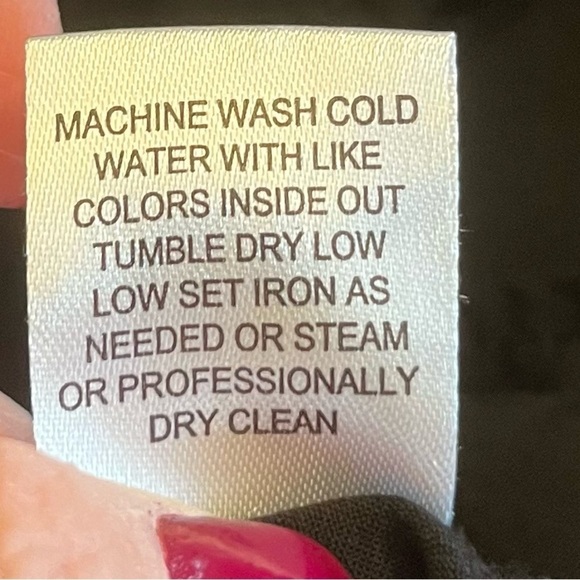 MACHINE WASH COLD
WATER WITH LIKE
COLORS INSIDE OUT
TUMBLE DRY LOW
LOW SET IRON AS
NEEDED OR STEAM
OR PROFESSIONALLY
DRY CLEAN